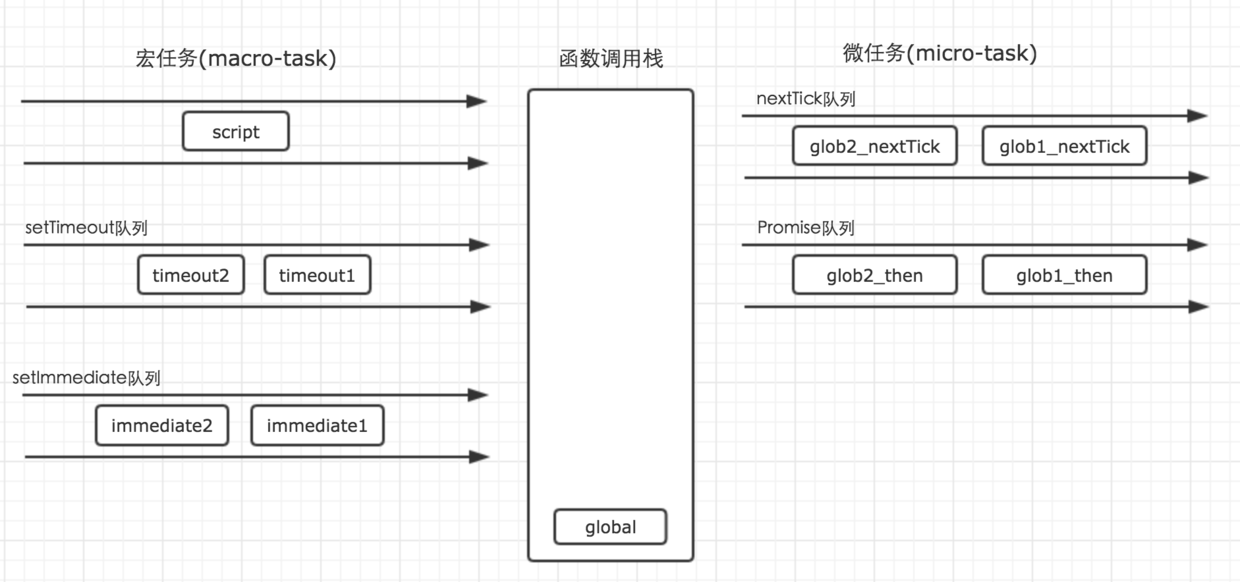 宏任务(macro-task)
script
setTimeout队列
timeout2 timeout1
setImmediate队列
immediate2 immediate1
函数调用栈
global
微任务(micro-task)
nextTick队列
glob2_nextTick glob1_nextTick
Promise队列
glob2_then glob1_then